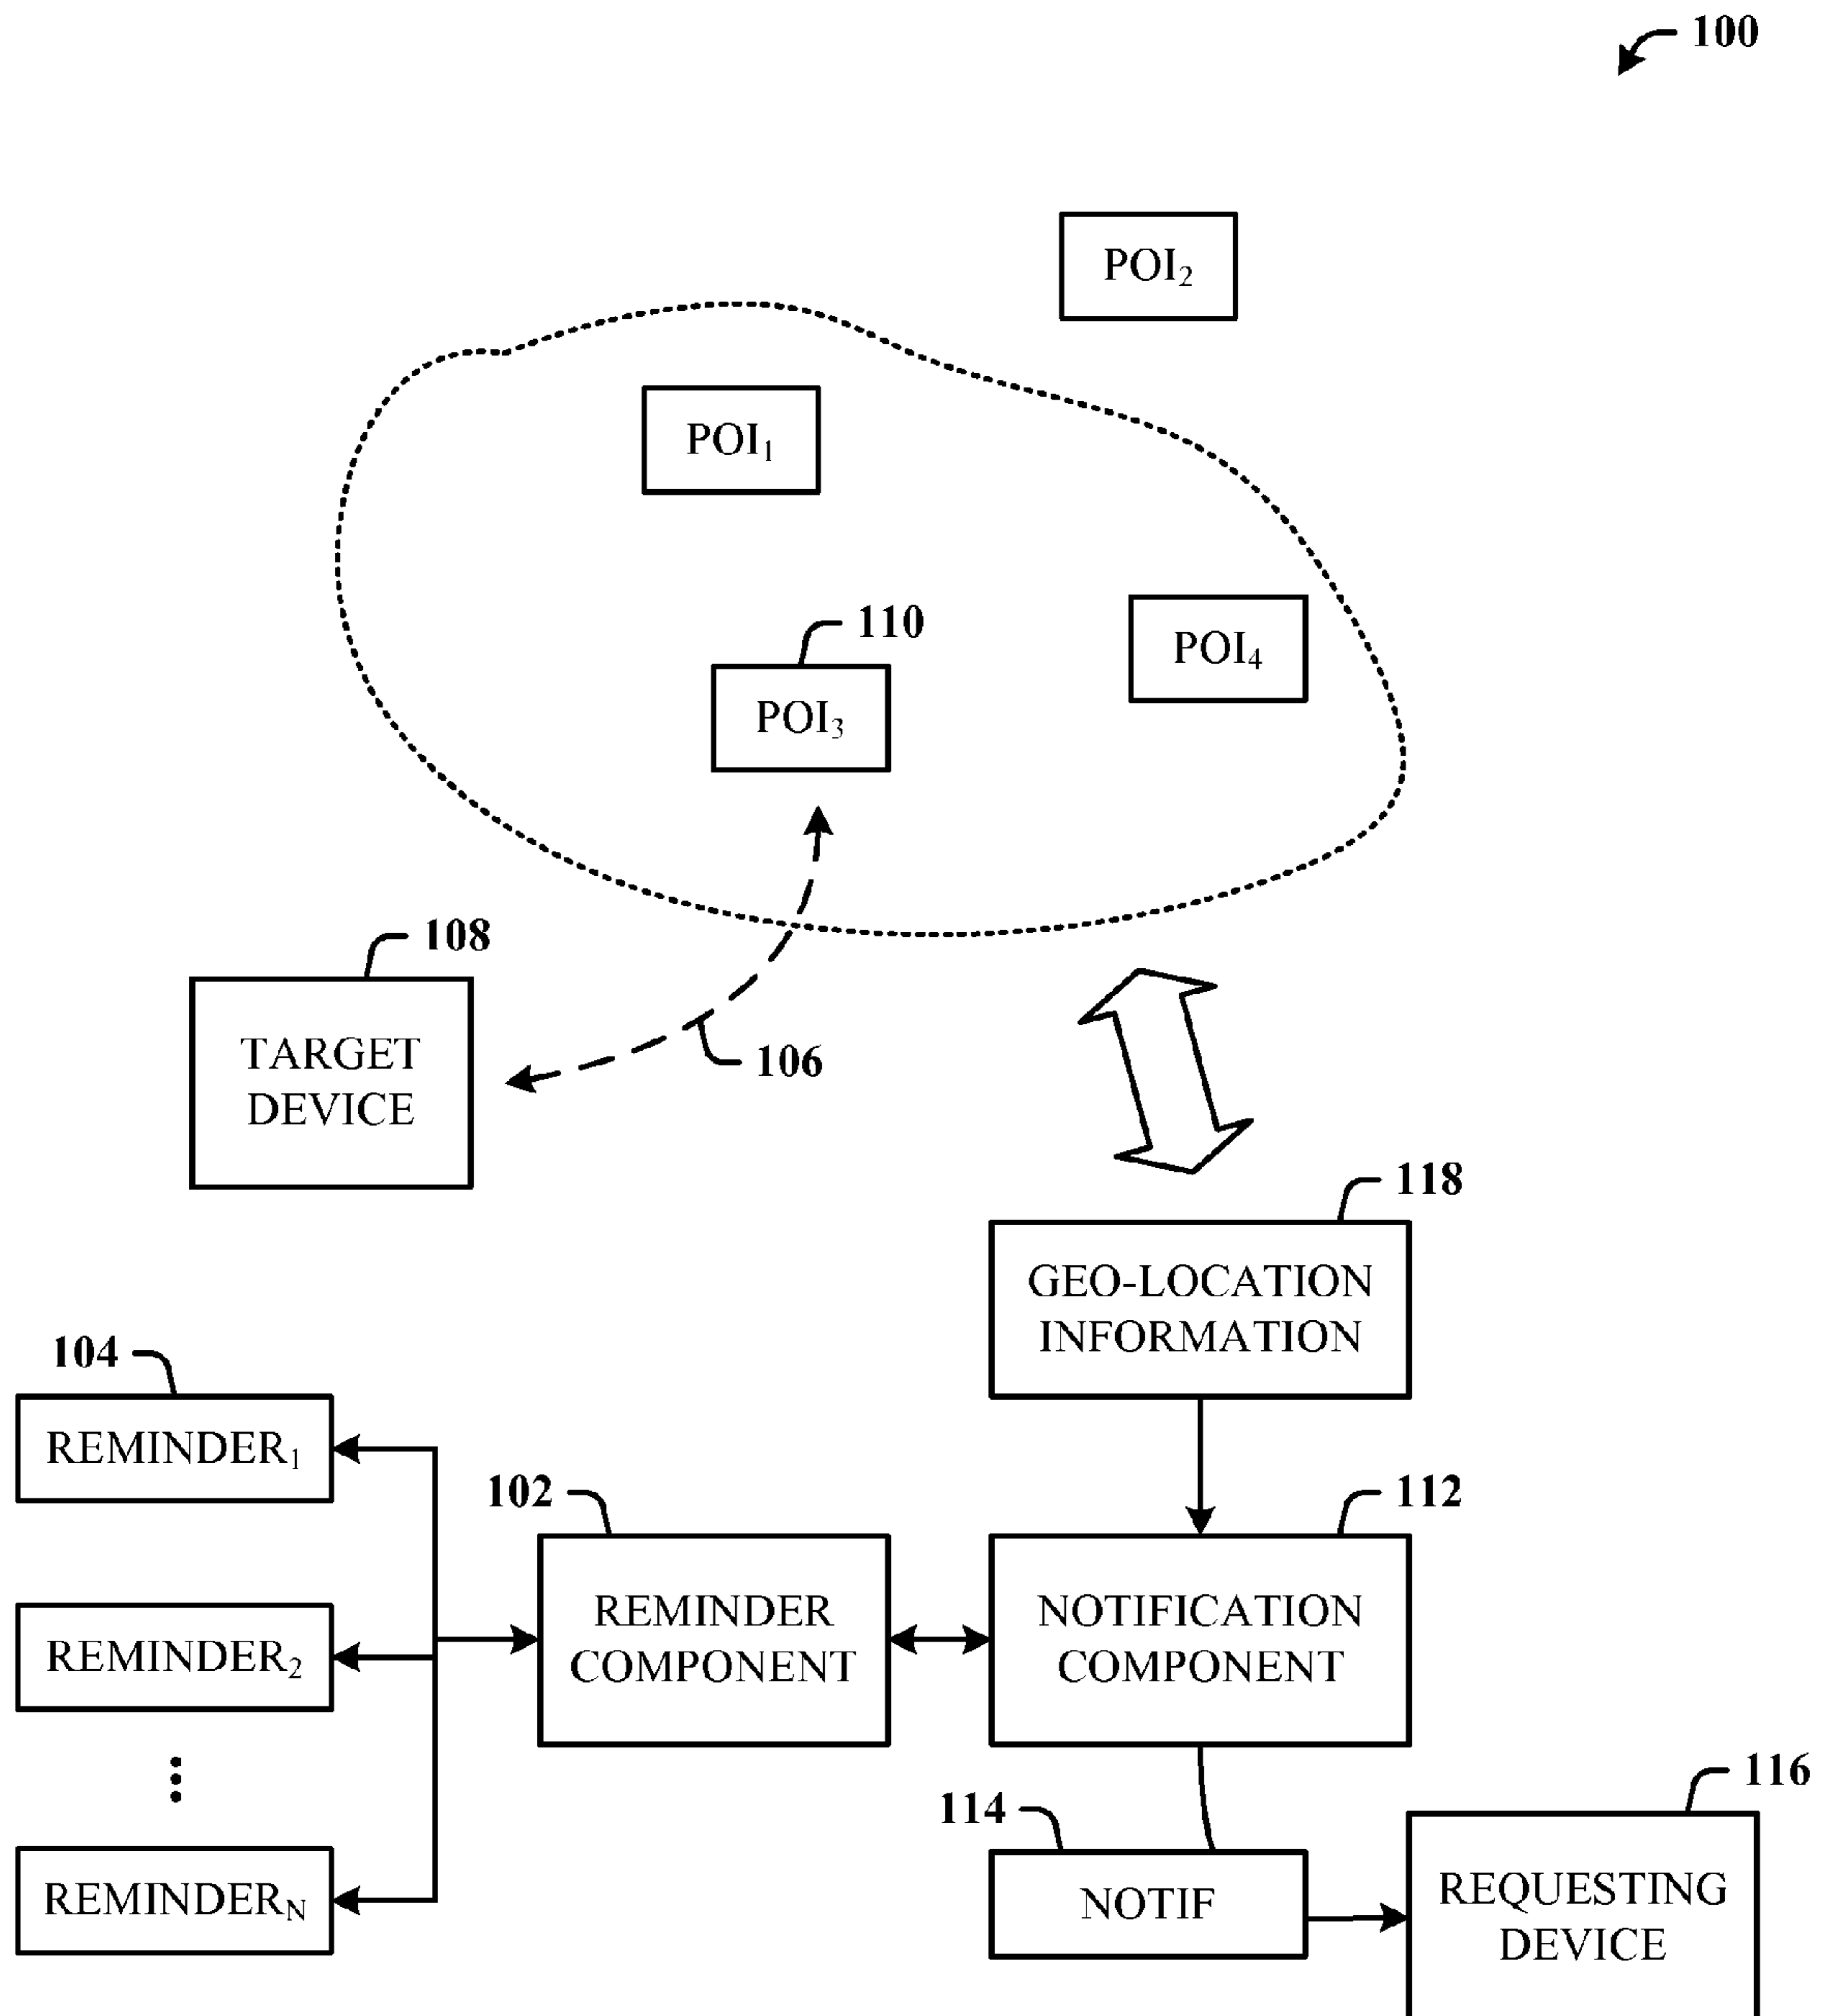 100
POI2
POI1
110
POI4
POI3
108
TARGET
DEVICE
106
118
GEO-LOCATION
INFORMATION
104
REMINDER1
102
112
REMINDER
COMPONENT
NOTIFICATION
COMPONENT
REMINDER2
116
114
REMINDERN
NOTIF
REQUESTING
DEVICE